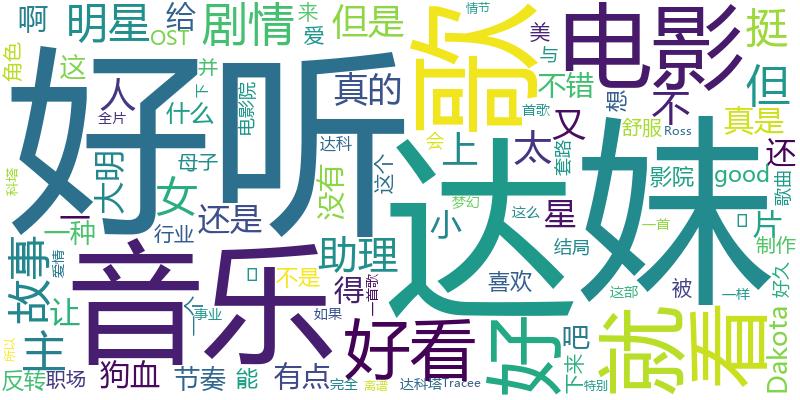 好听
达妹
音乐
歌
电影
就
看
好看
好
明星
剧情
但是
给
啊
OST
来
爱
情节
美
与
挺
但
角色
这
下
并
人
全片
什么
电影院
真的
不错
想
首歌
不
真是
大明
母子
达科
会
上
太
又
舒服
Ross
套路
还
科塔
一
女
没有
这个
影院
good
歌曲
一种
行业
还是
小
梦幻
这么
星
一首
片
制作
故事
爱情
助理
不是
得
一首歌
喜欢
结局
这部
被
一样
好久
让
主
个
事业
如果
所以
反转
职场
狗血
节奏
能
有点
完全
离谱
达科塔
Tracee
吧
下来
特别
Dakota